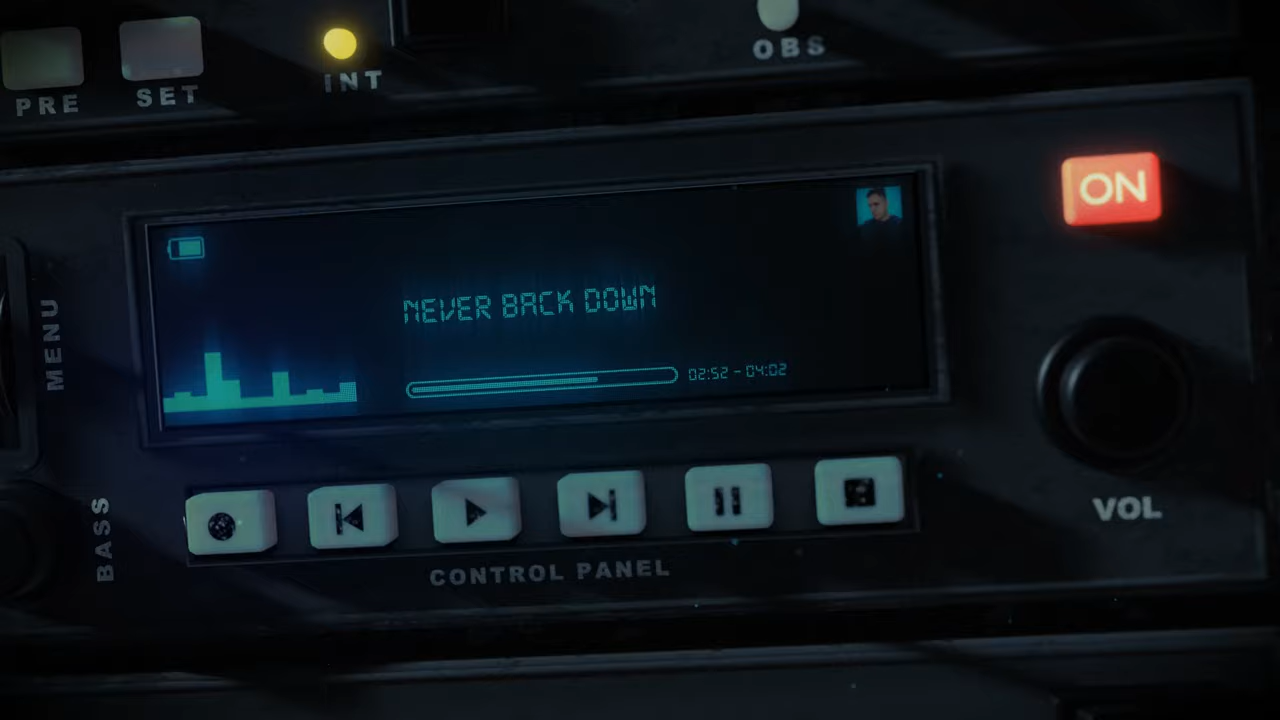 OBS
INT
PRE
SET
ON
MENU
NEVER BACK DOWN
02:52 - 04:02
BASS
VOL
CONTROL PANEL